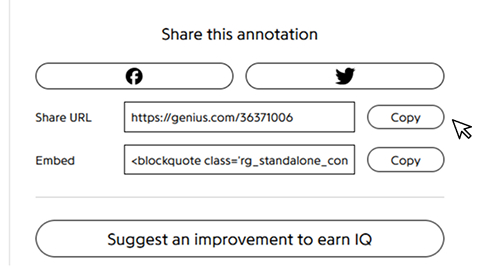 Share this annotation
Share URL https://genius.com/36371006 Copy
Embed <blockquote class='rg_standalone_con Copy
Suggest an improvement to earn IQ